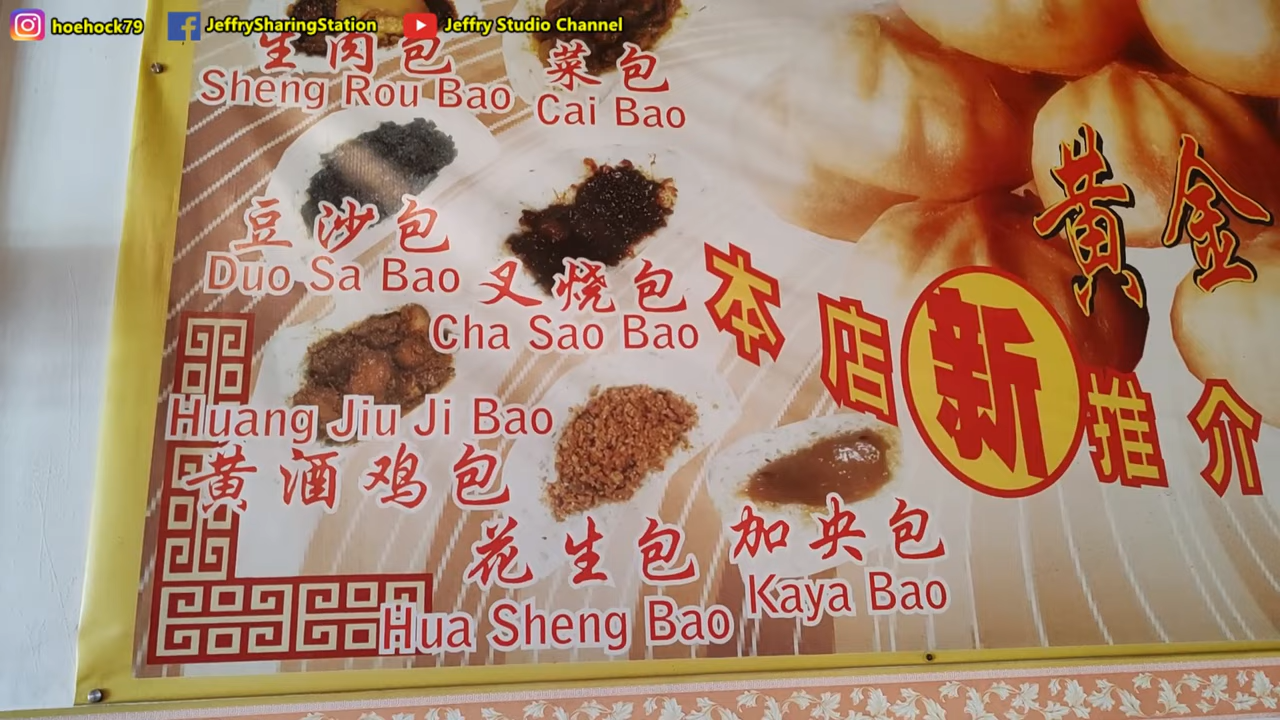 hoehock79
JeffrySharingStation
Jeffry Studio Channel
生肉包
Sheng Rou Bao
菜包
Cai Bao
豆沙包
Duo Sa Bao
叉烧包
Cha Sao Bao
Huang Jiu Ji Bao
黄酒鸡包
花生包
Hua Sheng Bao
加央包
Kaya Bao
黄金
本店新推介